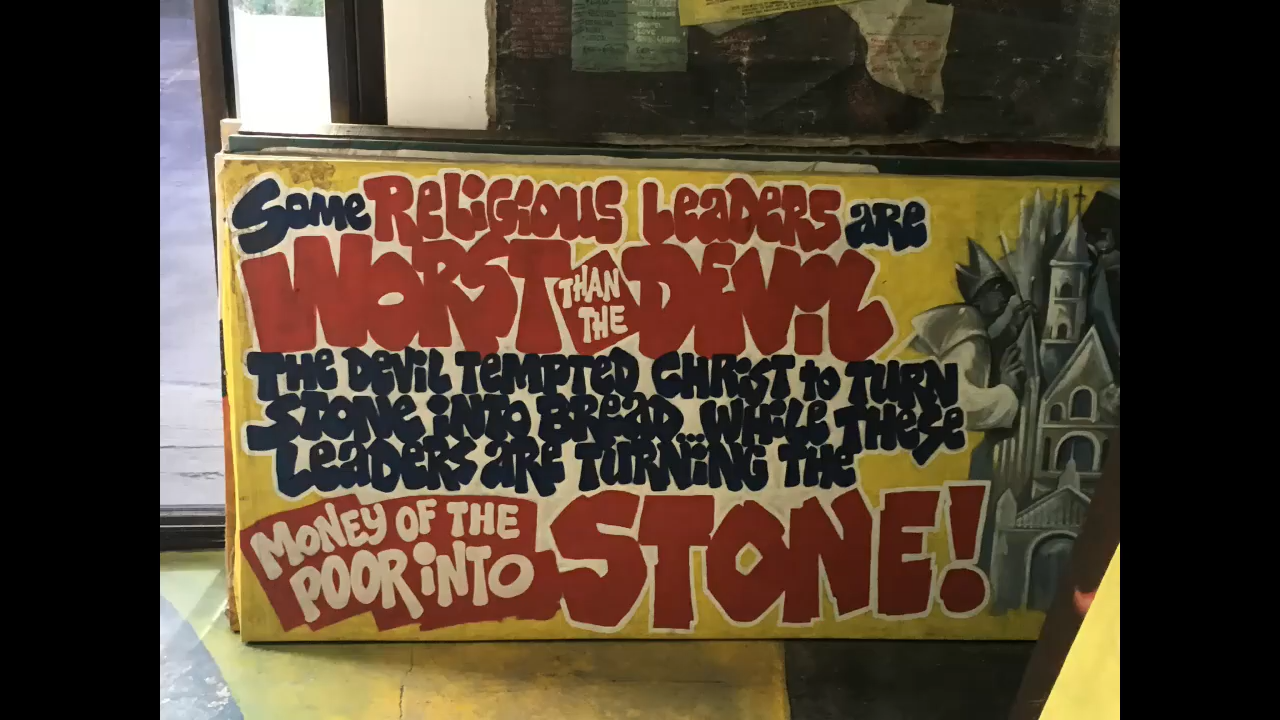 Some Religious Leaders are
WORST THAN THE DEViL
THE DEViL TEMPTED CHRiST to TURN
STONE iNTO BREaD...WHiLE THESe
LeaDERS ARE TURNiNG THE
MONEY OF THE
POOR iNTO STONE!